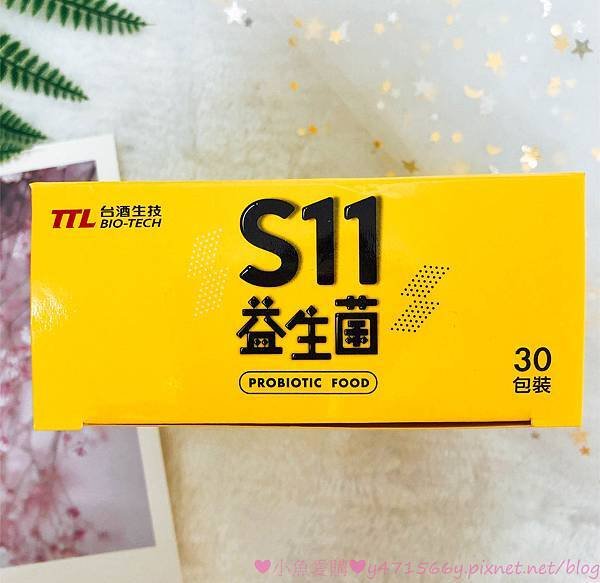 TTL 台酒生技
BIO-TECH
S11
益生菌
PROBIOTIC FOOD
30
包裝
♥小魚愛購♥y471566y.pixnet.net/blog